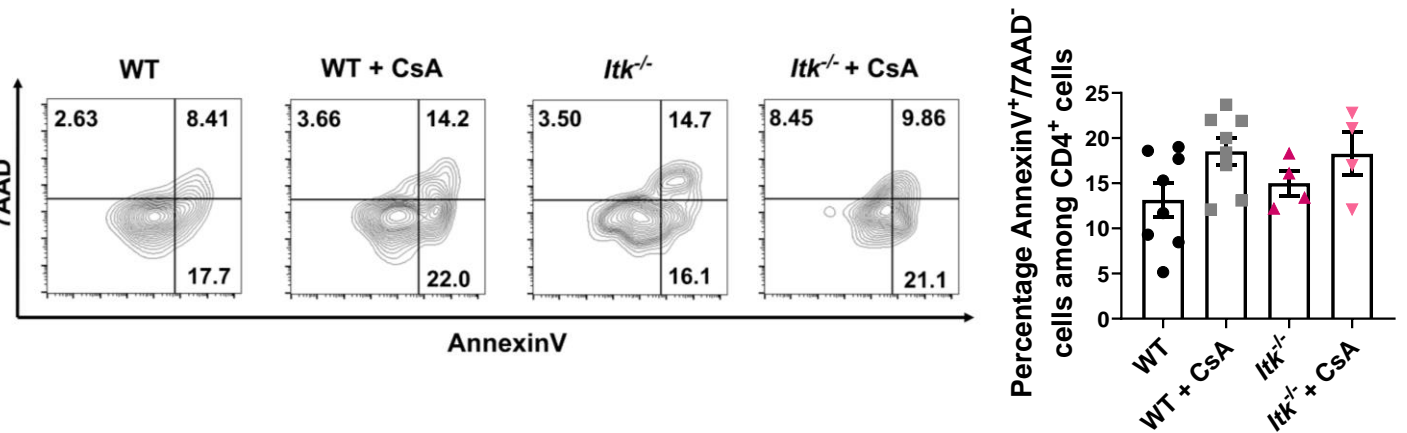 WT
WT + CsA
Itk-/-
Itk-/- + CsA
2.63
8.41
17.7
3.66
14.2
22.0
3.50
14.7
16.1
8.45
9.86
21.1
7AAD
AnnexinV
Percentage AnnexinV+/7AAD-
cells among CD4+ cells
25
20
15
10
5
0
WT
WT + CsA
Itk-/-
Itk-/- + CsA